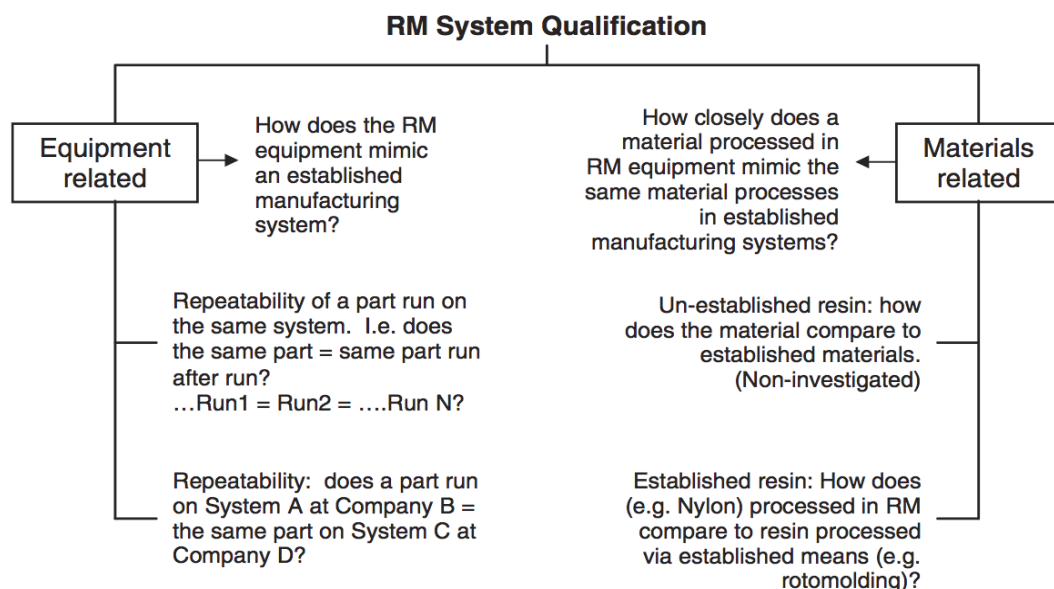 RM System Qualification
Equipment
related
How does the RM
equipment mimic
an established
manufacturing
system?
How closely does a
material processed in
RM equipment mimic the
same material processes
in established
manufacturing systems?
Materials
related
Repeatability of a part run on
the same system.  I.e. does
the same part = same part run
after run?
…Run1 = Run2 = ….Run N?
Un-established resin: how
does the material compare to
established materials.
(Non-investigated)
Repeatability:  does a part run
on System A at Company B =
the same part on System C at
Company D?
Established resin: How does
(e.g. Nylon) processed in RM
compare to resin processed
via established means (e.g.
rotomolding)?